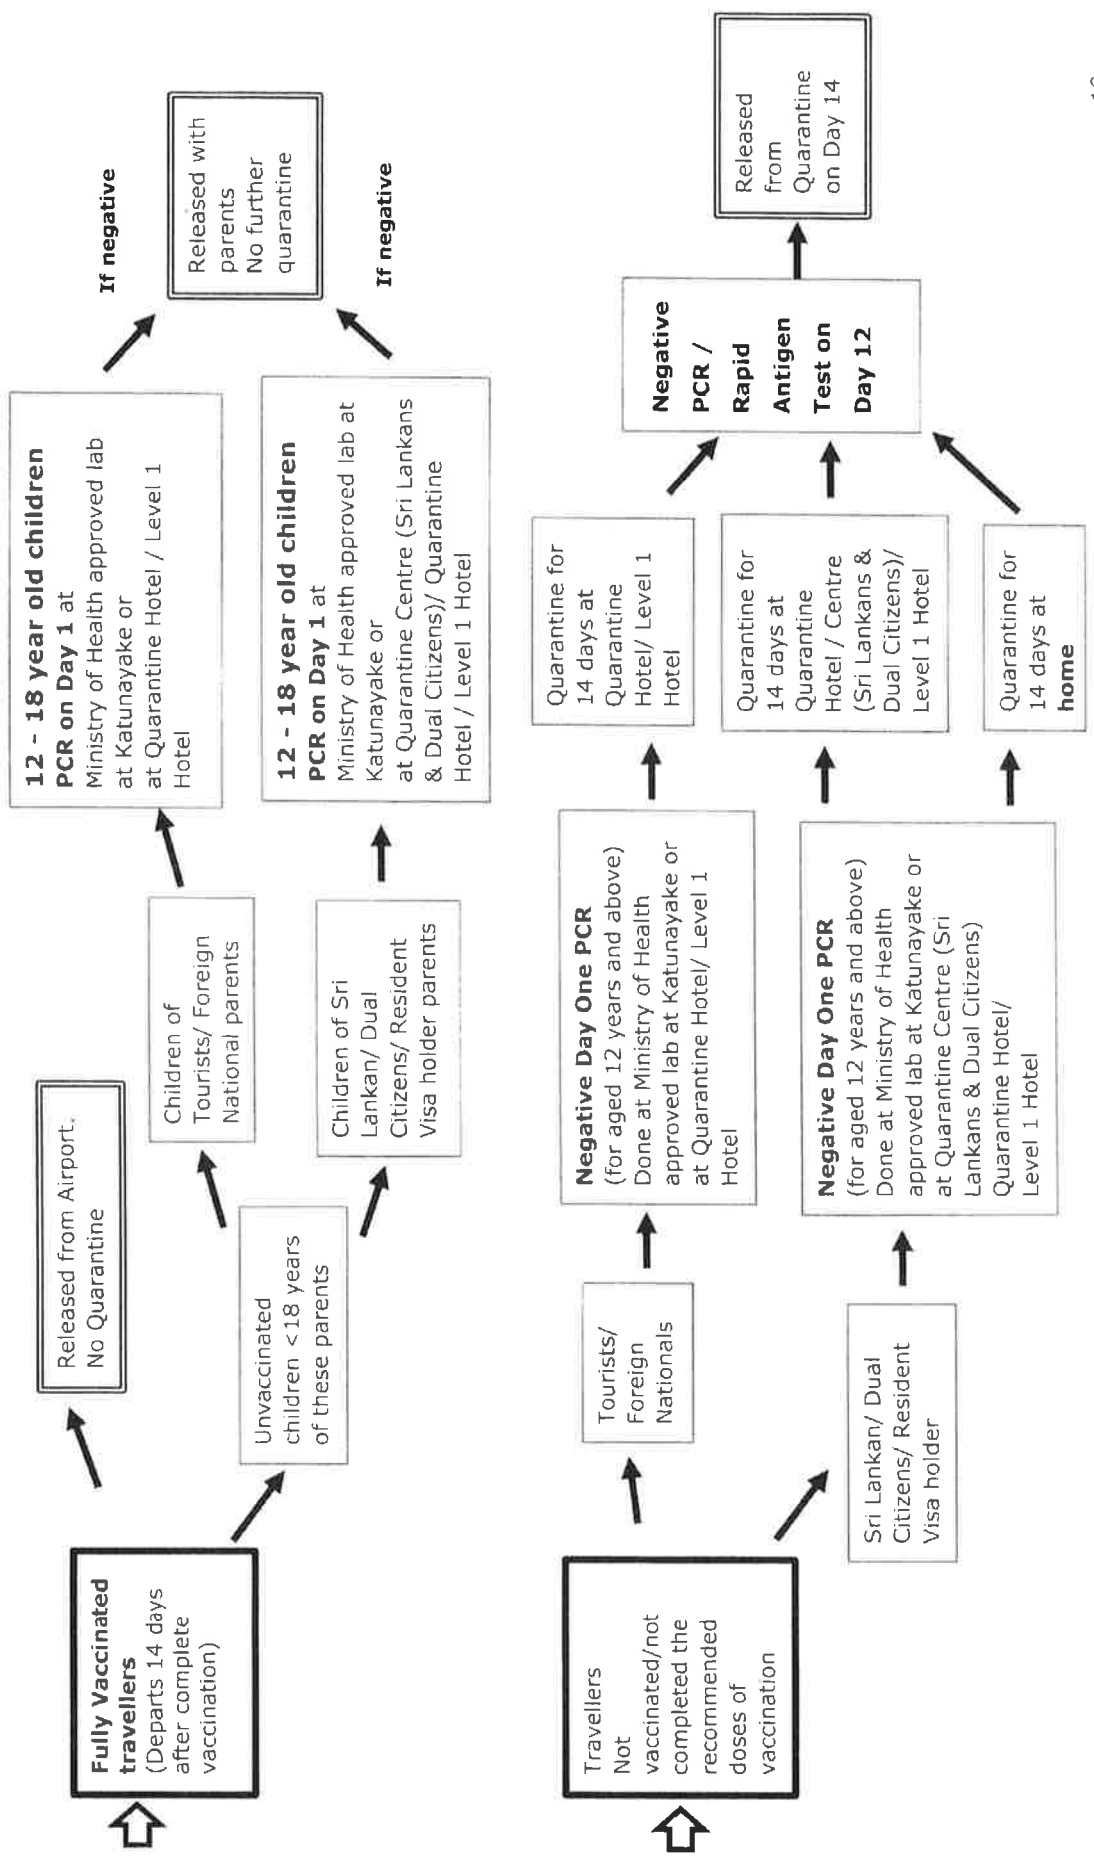 Fully Vaccinated
travellers
(Departs 14 days
after complete
vaccination)
Released from Airport.
No Quarantine
Unvaccinated
children <18 years
of these parents
Children of
Tourists/ Foreign
National parents
Children of Sri
Lankan/ Dual
Citizens/ Resident
Visa holder parents
12 - 18 year old children
PCR on Day 1 at
Ministry of Health approved lab
at Katunayake or
at Quarantine Hotel / Level 1
Hotel
12 - 18 year old children
PCR on Day 1 at
Ministry of Health approved lab at
Katunayake or
at Quarantine Centre (Sri Lankans
& Dual Citizens)/ Quarantine
Hotel / Level 1 Hotel
If negative
Released with
parents
No further
quarantine
If negative
Travellers
Not
vaccinated/not
completed the
recommended
doses of
vaccination
Tourists/
Foreign
Nationals
Sri Lankan/ Dual
Citizens/ Resident
Visa holder
Negative Day One PCR
(for aged 12 years and above)
Done at Ministry of Health
approved lab at Katunayake or
at Quarantine Hotel/ Level 1
Hotel
Negative Day One PCR
(for aged 12 years and above)
Done at Ministry of Health
approved lab at Katunayake or
at Quarantine Centre (Sri
Lankans & Dual Citizens)
Quarantine Hotel/
Level 1 Hotel
Quarantine for
14 days at
Quarantine
Hotel/ Level 1
Hotel
Quarantine for
14 days at
Quarantine
Hotel / Centre
(Sri Lankans &
Dual Citizens)/
Level 1 Hotel
Quarantine for
14 days at
home
Negative
PCR /
Rapid
Antigen
Test on
Day 12
Released
from
Quarantine
on Day 14